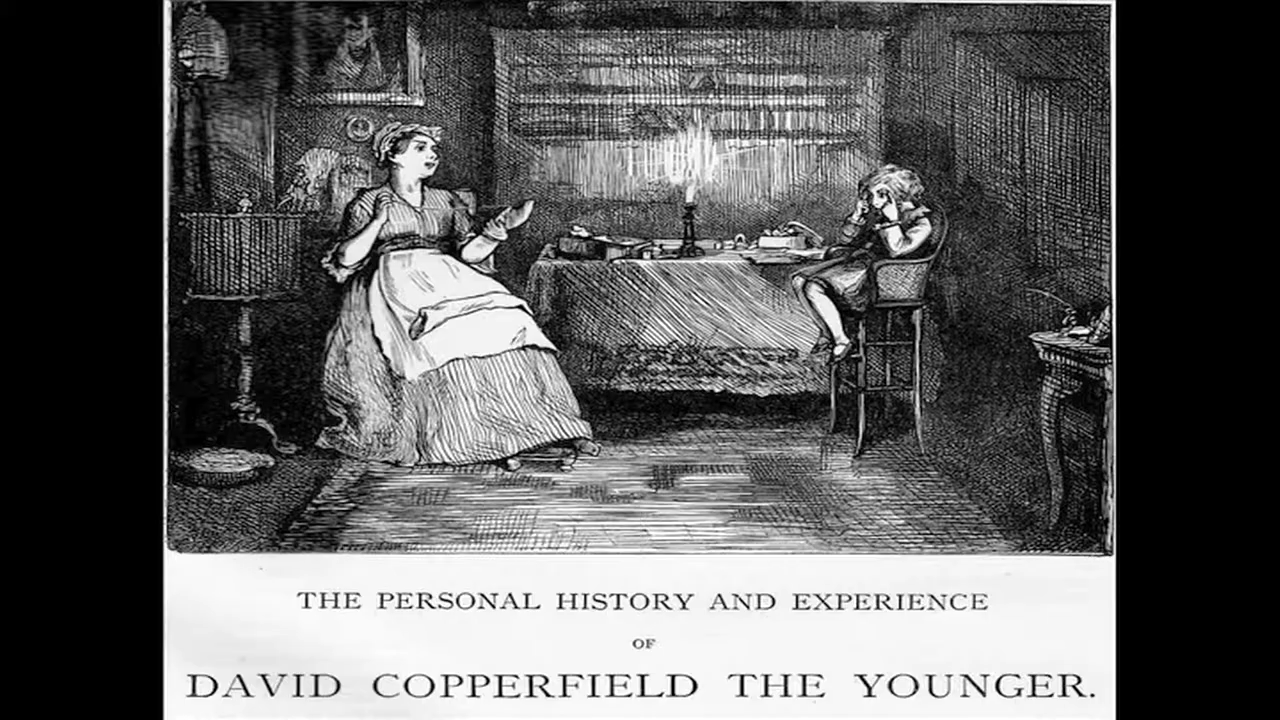 THE PERSONAL HISTORY AND EXPERIENCE
OF
DAVID COPPERFIELD THE YOUNGER.